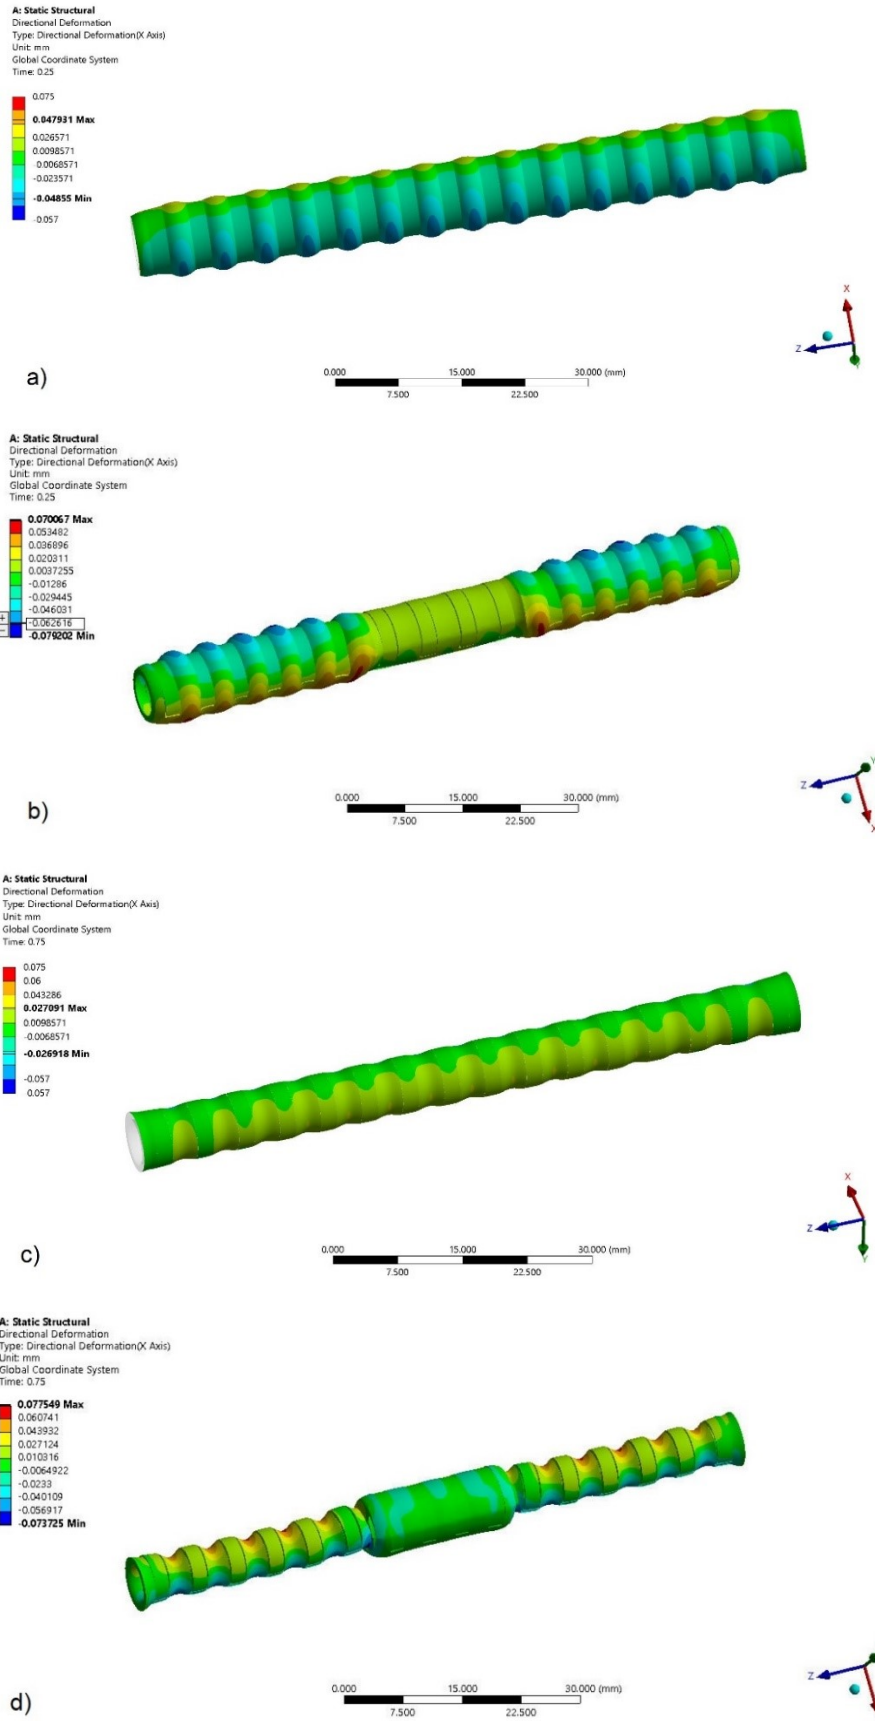 A: Static Structural
Directional Deformation
Type: Directional Deformation(X Axis)
Unit: mm
Global Coordinate System
Time: 0.25
0.075
0.047931 Max
0.026571
0.0098571
-0.0068571
-0.023571
-0.04855 Min
-0.057
X
Z
Y
0.000 15.000 30.000 (mm)
7.500 22.500
a)
A: Static Structural
Directional Deformation
Type: Directional Deformation(X Axis)
Unit: mm
Global Coordinate System
Time: 0.25
0.070067 Max
0.053482
0.036896
0.020311
0.0037255
-0.01286
-0.029445
-0.046031
-0.062616
-0.079202 Min
Y
Z
X
0.000 15.000 30.000 (mm)
7.500 22.500
b)
A: Static Structural
Directional Deformation
Type: Directional Deformation(X Axis)
Unit: mm
Global Coordinate System
Time: 0.75
0.075
0.06
0.043286
0.027091 Max
0.0098571
-0.0068571
-0.026918 Min
-0.057
0.057
X
Z
Y
0.000 15.000 30.000 (mm)
7.500 22.500
c)
A: Static Structural
Directional Deformation
Type: Directional Deformation(X Axis)
Unit: mm
Global Coordinate System
Time: 0.75
0.077549 Max
0.060741
0.043932
0.027124
0.010316
-0.0064922
-0.0233
-0.040109
-0.056917
-0.073725 Min
Z
0.000 15.000 30.000 (mm)
7.500 22.500
d)